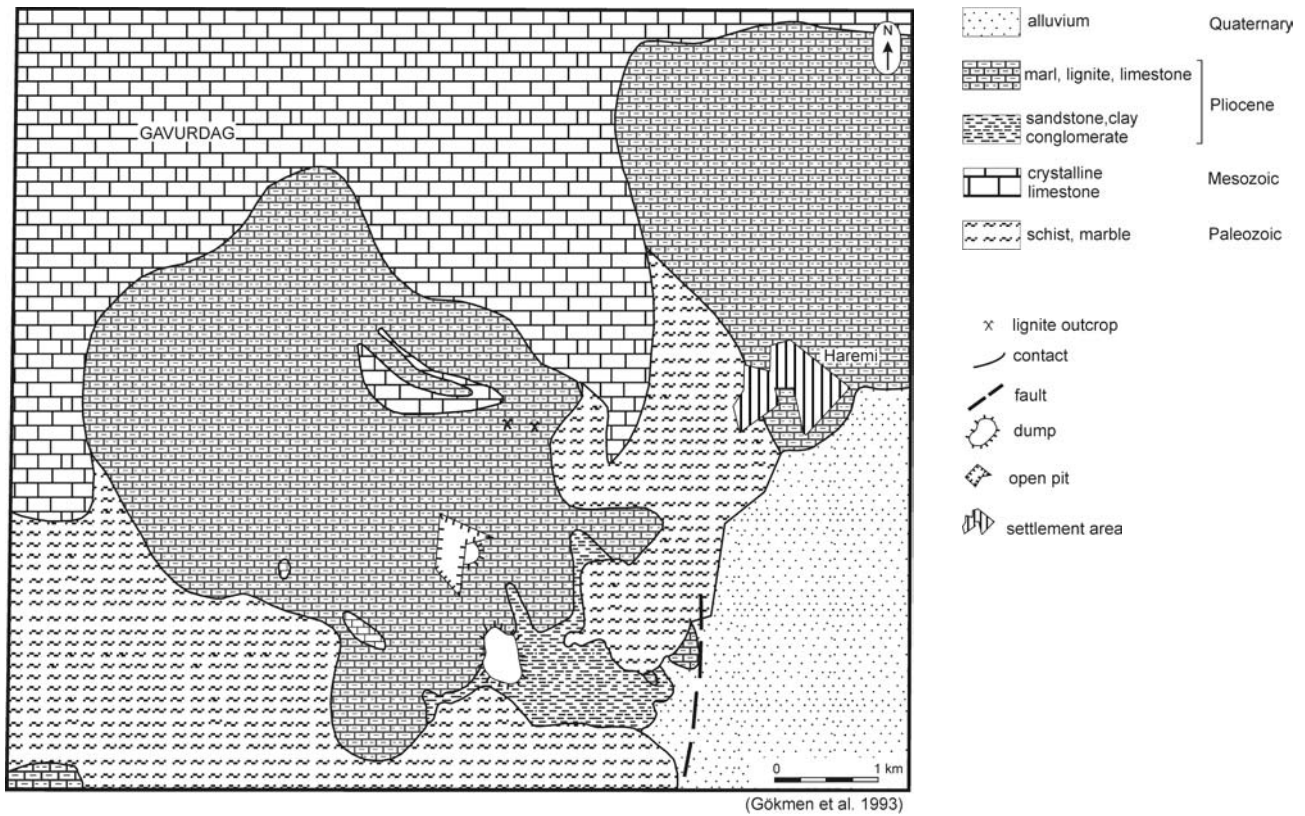 N
GAVURDAG
Haremi
0 1 km
(Gökmen et al. 1993)
alluvium Quaternary
marl, lignite, limestone
Pliocene
sandstone,clay
conglomerate
crystalline
limestone
Mesozoic
schist, marble Paleozoic
lignite outcrop
contact
fault
dump
open pit
settlement area